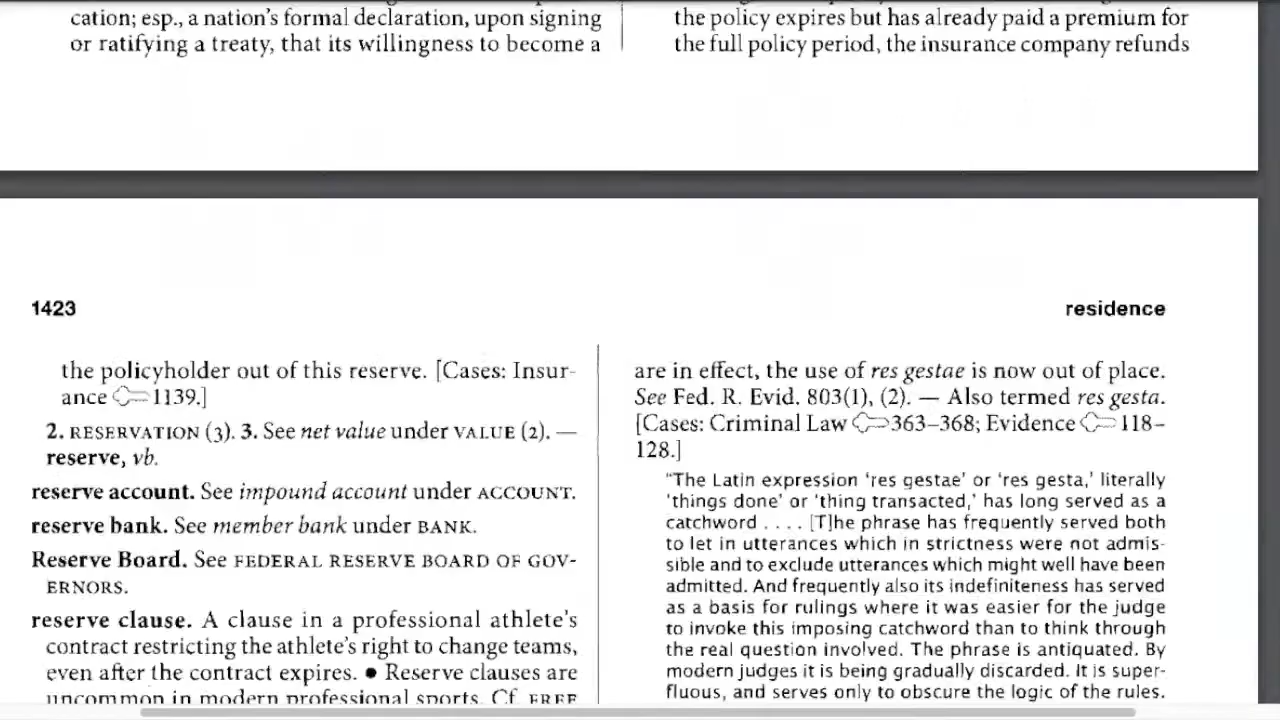 cation; esp., a nation's formal declaration, upon signing
or ratifying a treaty, that its willingness to become a
the policy expires but has already paid a premium for
the full policy period, the insurance company refunds
1423
residence
the policyholder out of this reserve. [Cases: Insur-
ance 1139.]
2. RESERVATION (3). 3. See net value under VALUE (2). —
reserve, vb.
reserve account. See impound account under ACCOUNT.
reserve bank. See member bank under BANK.
Reserve Board. See FEDERAL RESERVE BOARD OF GOV-
ERNORS.
reserve clause. A clause in a professional athlete's
contract restricting the athlete's right to change teams,
even after the contract expires. ● Reserve clauses are
uncommon in modern professional sports. Cf. FREE
are in effect, the use of res gestae is now out of place.
See Fed. R. Evid. 803(1), (2). — Also termed res gesta.
[Cases: Criminal Law 363–368; Evidence 118–
128.]
"The Latin expression 'res gestae' or 'res gesta,' literally
'things done' or 'thing transacted,' has long served as a
catchword . . . . [T]he phrase has frequently served both
to let in utterances which in strictness were not admis-
sible and to exclude utterances which might well have been
admitted. And frequently also its indefiniteness has served
as a basis for rulings where it was easier for the judge
to invoke this imposing catchword than to think through
the real question involved. The phrase is antiquated. By
modern judges it is being gradually discarded. It is super-
fluous, and serves only to obscure the logic of the rules.